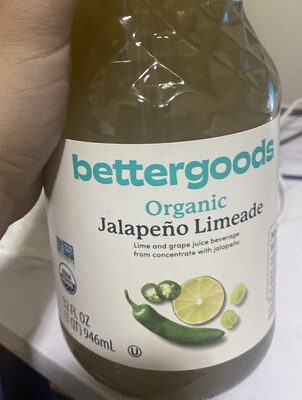 bettergoods
Organic
Jalapeño Limeade
Lime and grape juice beverage
from concentrate with jalapeño
32 FL OZ
(1 QT) 946mL
U